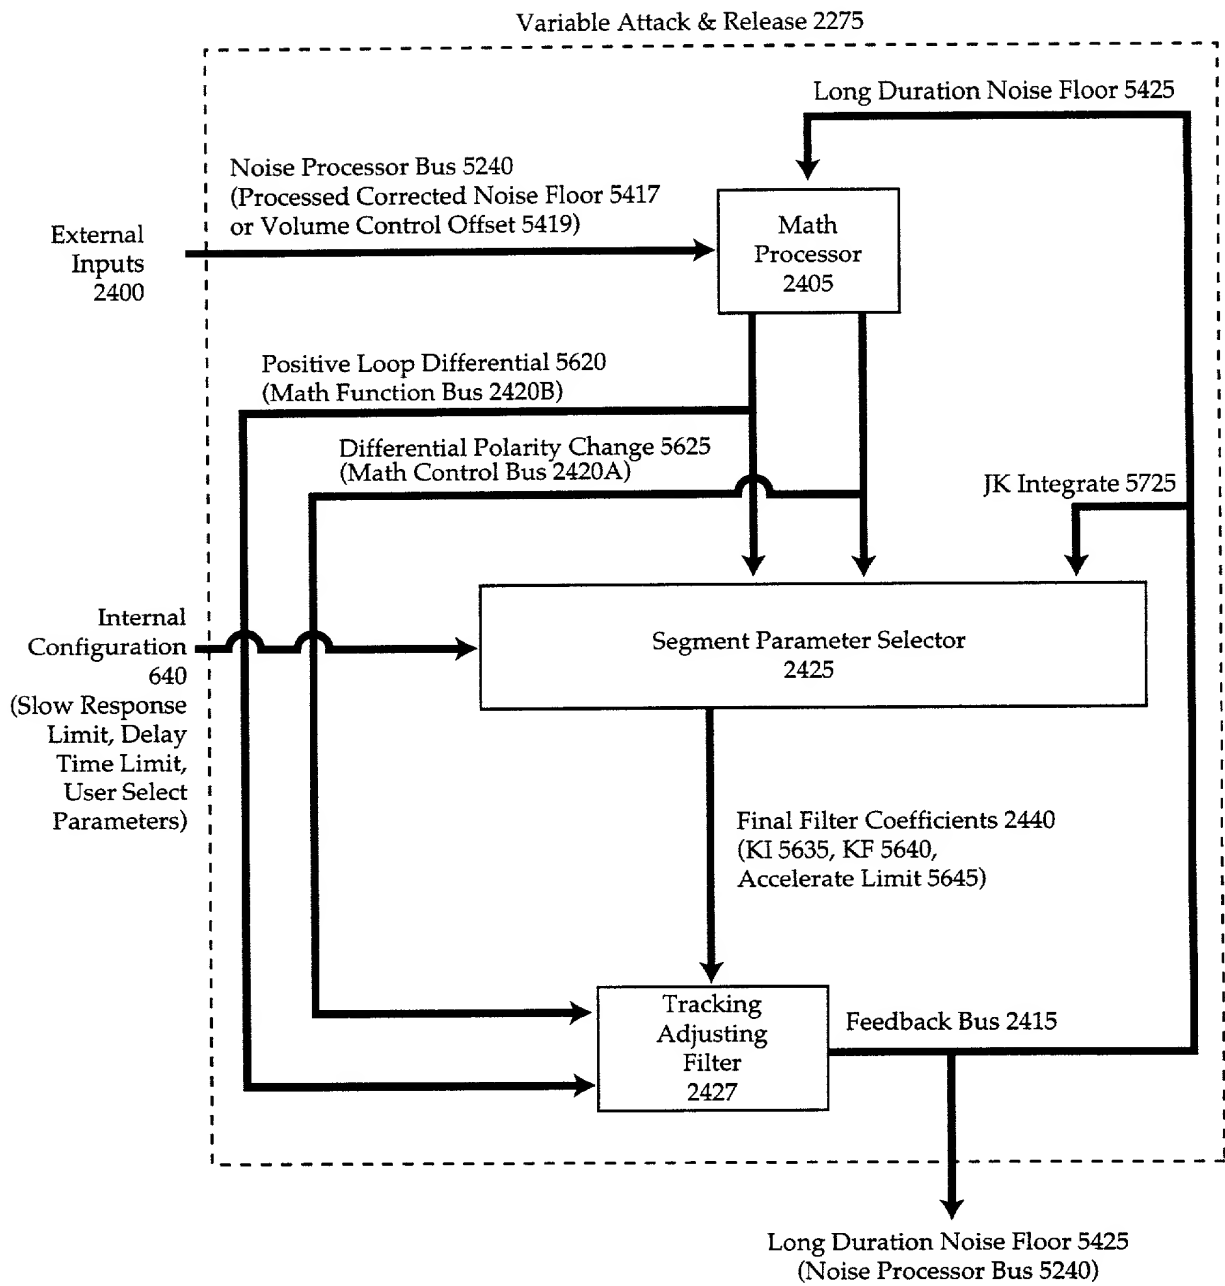 Variable Attack & Release 2275
Long Duration Noise Floor 5425
Noise Processor Bus 5240
(Processed Corrected Noise Floor 5417
or Volume Control Offset 5419)
External
Inputs
2400
Math
Processor
2405
Positive Loop Differential 5620
(Math Function Bus 2420B)
Differential Polarity Change 5625
(Math Control Bus 2420A)
JK Integrate 5725
Internal
Configuration
640
(Slow Response
Limit, Delay
Time Limit,
User Select
Parameters)
Segment Parameter Selector
2425
Final Filter Coefficients 2440
(KI 5635, KF 5640,
Accelerate Limit 5645)
Tracking
Adjusting
Filter
2427
Feedback Bus 2415
Long Duration Noise Floor 5425
(Noise Processor Bus 5240)